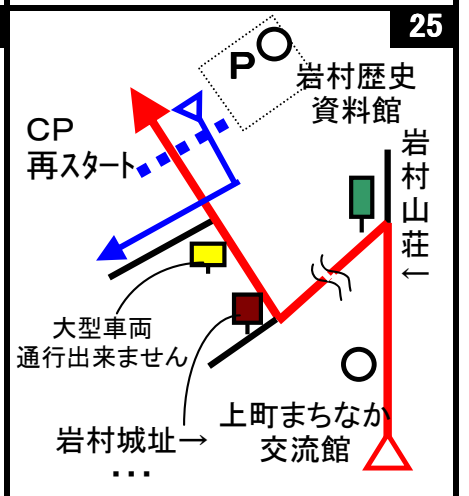 25
P
岩村歴史
資料館
CP
再スタート
岩村山荘←
大型車両
通行出来ません
岩村城址→
・・・
上町まちなか
交流館